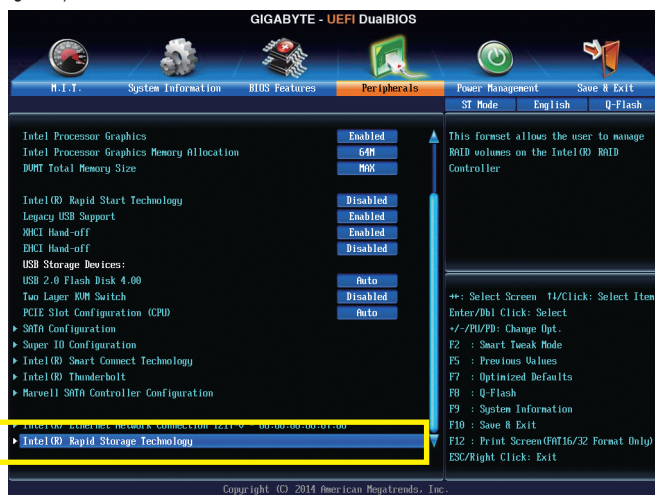 GIGABYTE - UEFI DualBIOS
M.I.T.
System Information
BIOS Features
Peripherals
Power Management
Save & Exit
ST Mode
English
Q-Flash
Intel Processor Graphics Enabled
Intel Processor Graphics Memory Allocation 64M
DVMT Total Memory Size MAX
Intel(R) Rapid Start Technology Disabled
Legacy USB Support Enabled
XHCI Hand-off Enabled
EHCI Hand-off Disabled
USB Storage Devices:
USB 2.0 Flash Disk 4.00 Auto
Two Layer KVM Switch Disabled
PCIE Slot Configuration (CPU) Auto
SATA Configuration
Super IO Configuration
Intel(R) Smart Connect Technology
Intel(R) Thunderbolt
Marvell SATA Controller Configuration
Intel(R) Ethernet Network Connection I217-V -
Intel(R) Rapid Storage Technology
This formset allows the user to manage
RAID volumes on the Intel(R) RAID
Controller
→←: Select Screen ↑↓/Click: Select Item
Enter/Dbl Click: Select
+/-/PU/PD: Change Opt.
F2 : Smart Tweak Mode
F5 : Previous Values
F7 : Optimized Defaults
F8 : Q-Flash
F9 : System Information
F10 : Save & Exit
F12 : Print Screen(FAT16/32 Format Only)
ESC/Right Click: Exit
Copyright (C) 2014 American Megatrends, Inc.